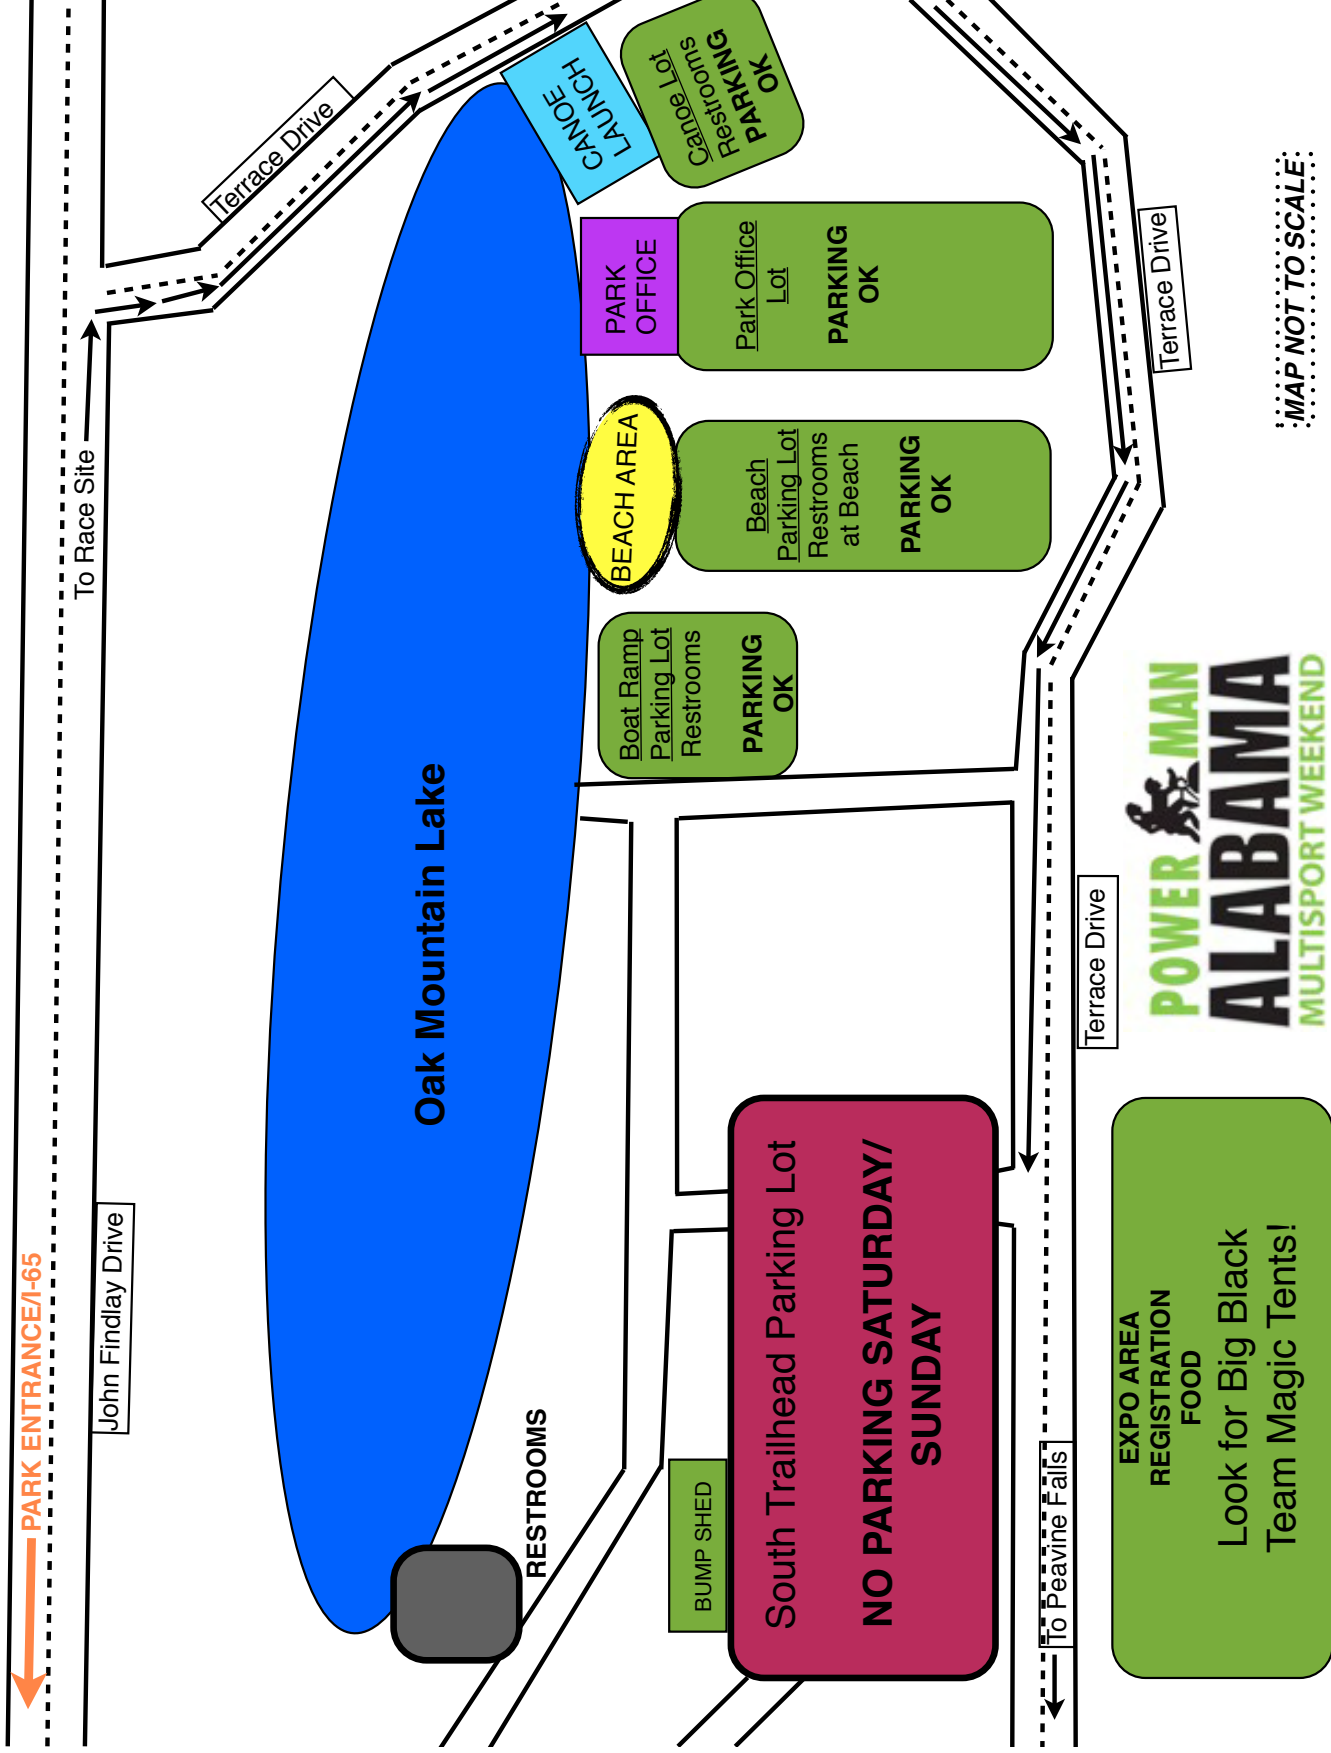 PARK ENTRANCE/I-65
John Findlay Drive
To Race Site
Terrace Drive
Oak Mountain Lake
RESTROOMS
CANOE
LAUNCH
Canoe Lot
Restrooms
PARKING
OK
PARK
OFFICE
Park Office
Lot
PARKING
OK
BEACH AREA
Beach
Parking Lot
Restrooms
at Beach
PARKING
OK
Boat Ramp
Parking Lot
Restrooms
PARKING
OK
BUMP SHED
South Trailhead Parking Lot
NO PARKING SATURDAY/
SUNDAY
To Peavine Falls
Terrace Drive
Terrace Drive
EXPO AREA
REGISTRATION
FOOD
Look for Big Black
Team Magic Tents!
POWER MAN
ALABAMA
MULTISPORT WEEKEND
MAP NOT TO SCALE